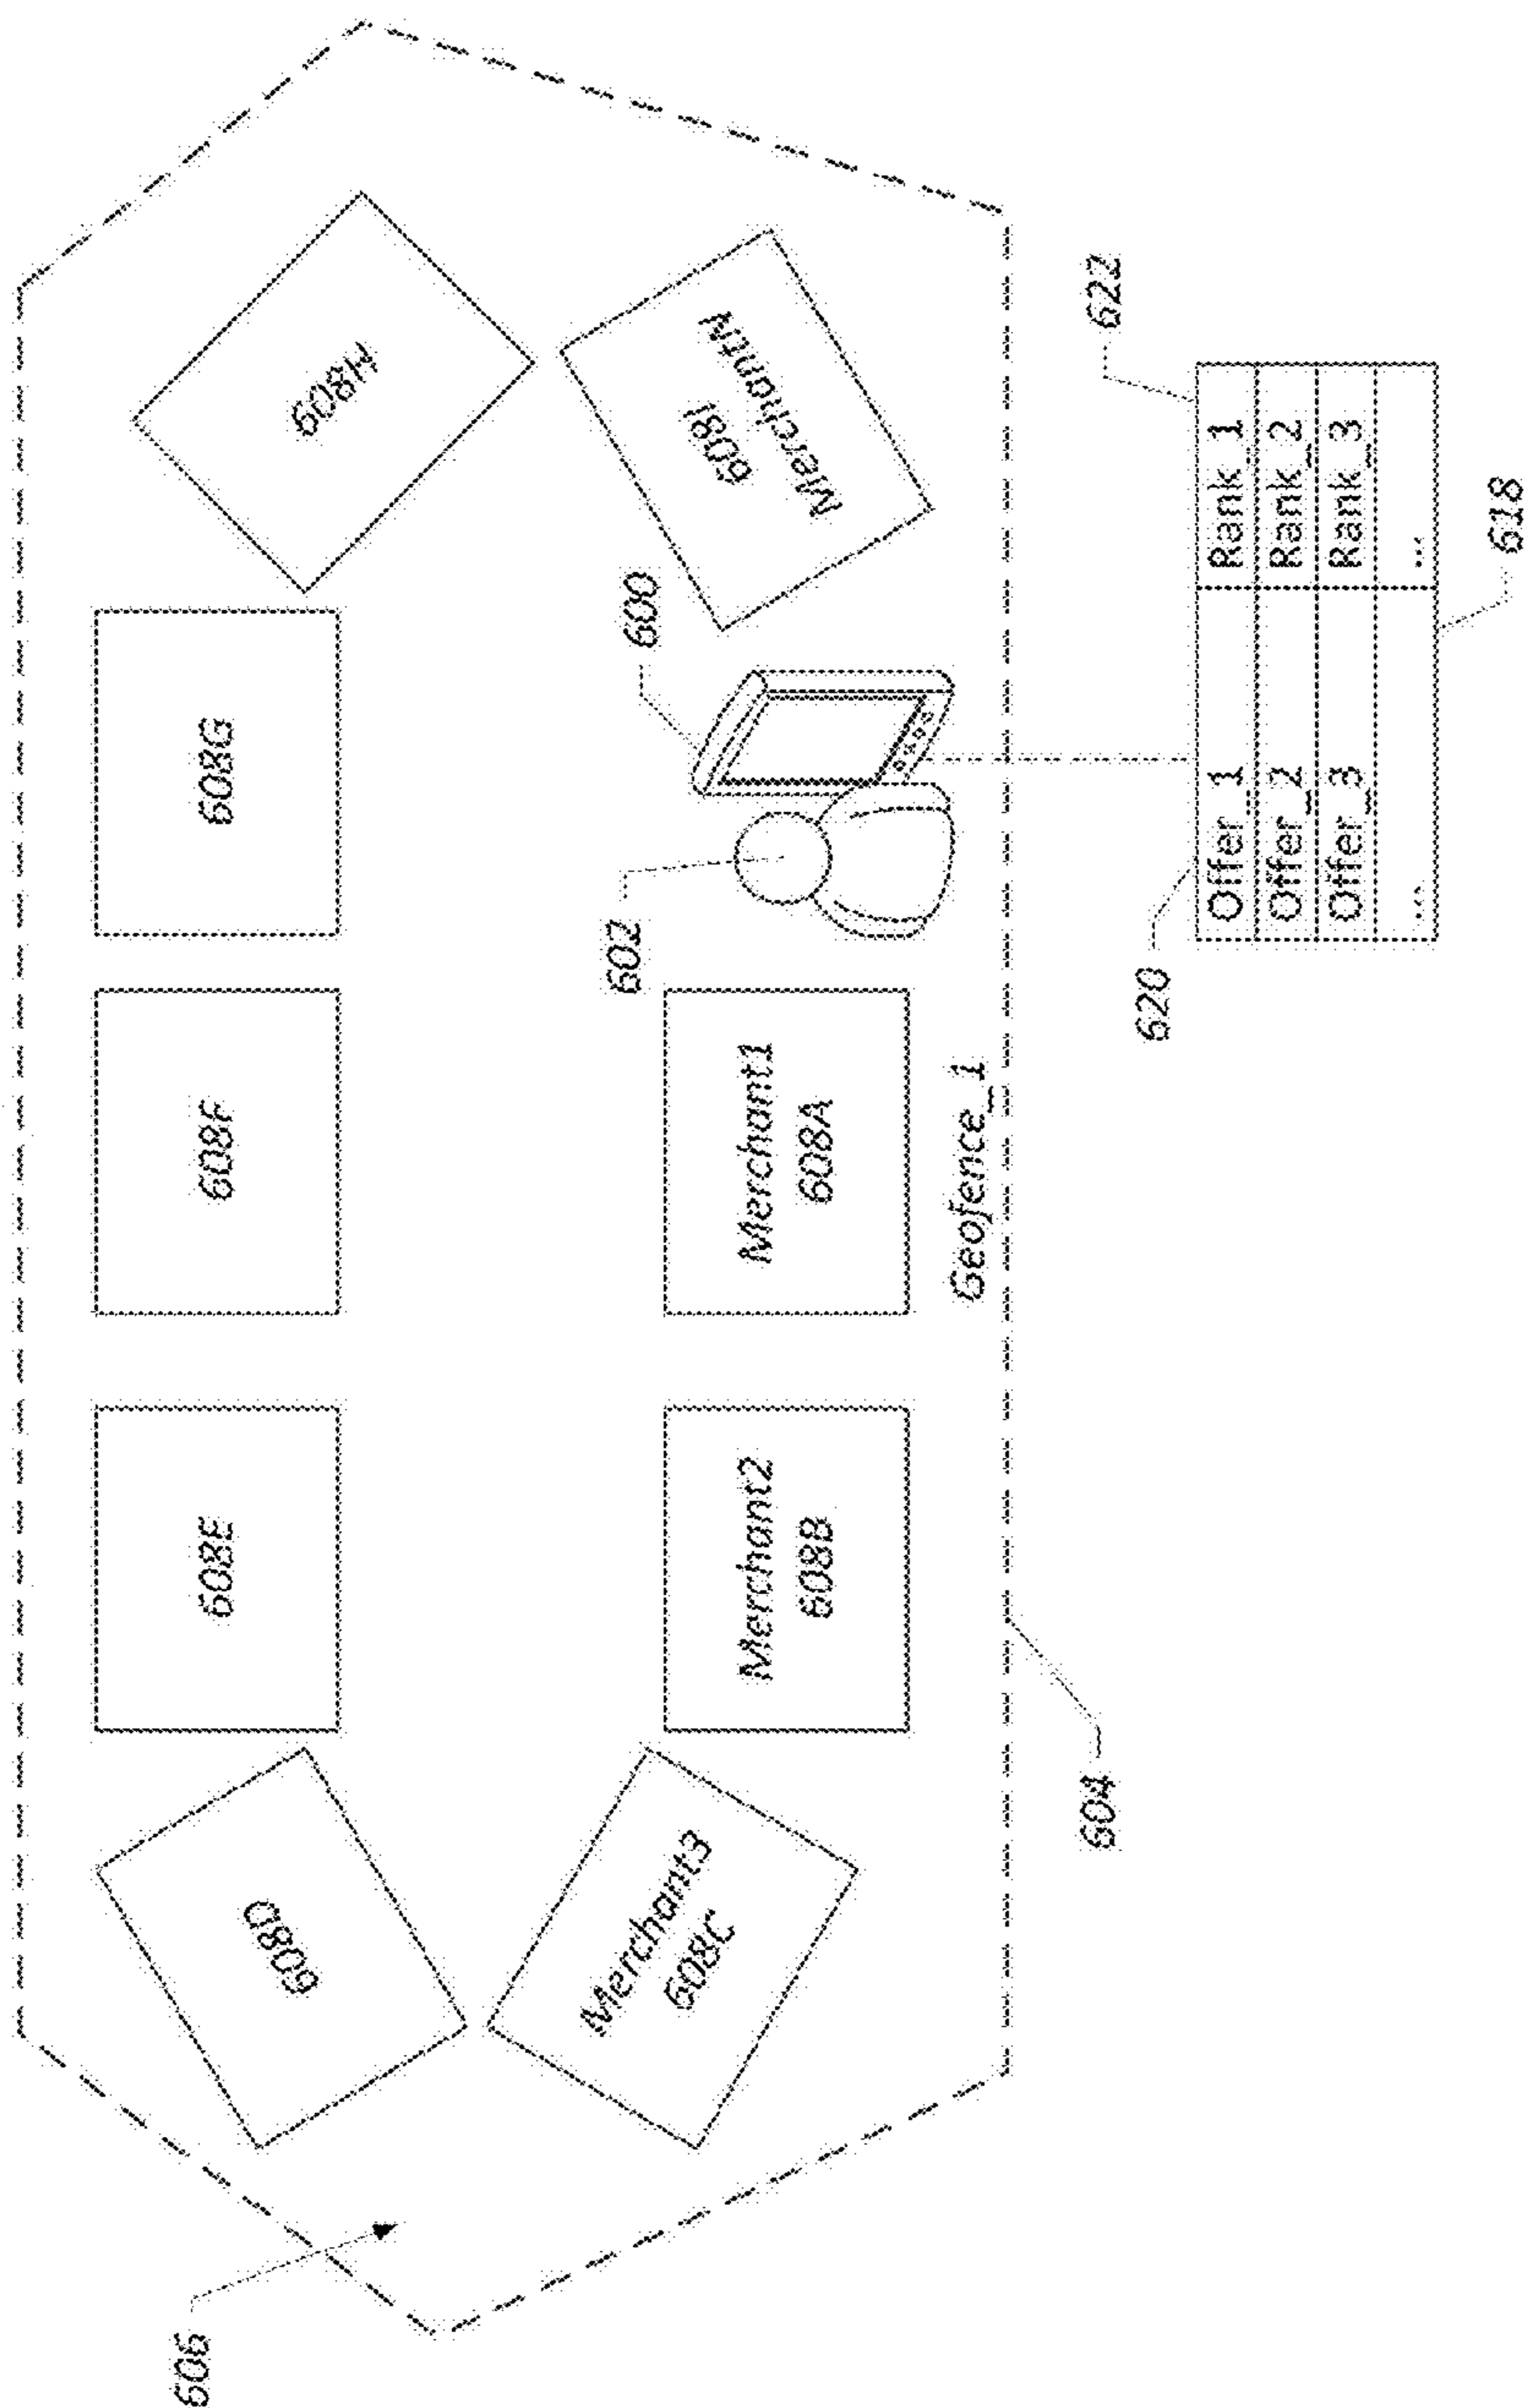 606
608D
608E
608F
608G
608H
602
600
Merchant3
608C
Merchant2
608B
Merchant1
608A
608I
MerchantN
Geofence_1
604
620
622
Offer_1 Rank_1
Offer_2 Rank_2
Offer_3 Rank_3
... ...
618